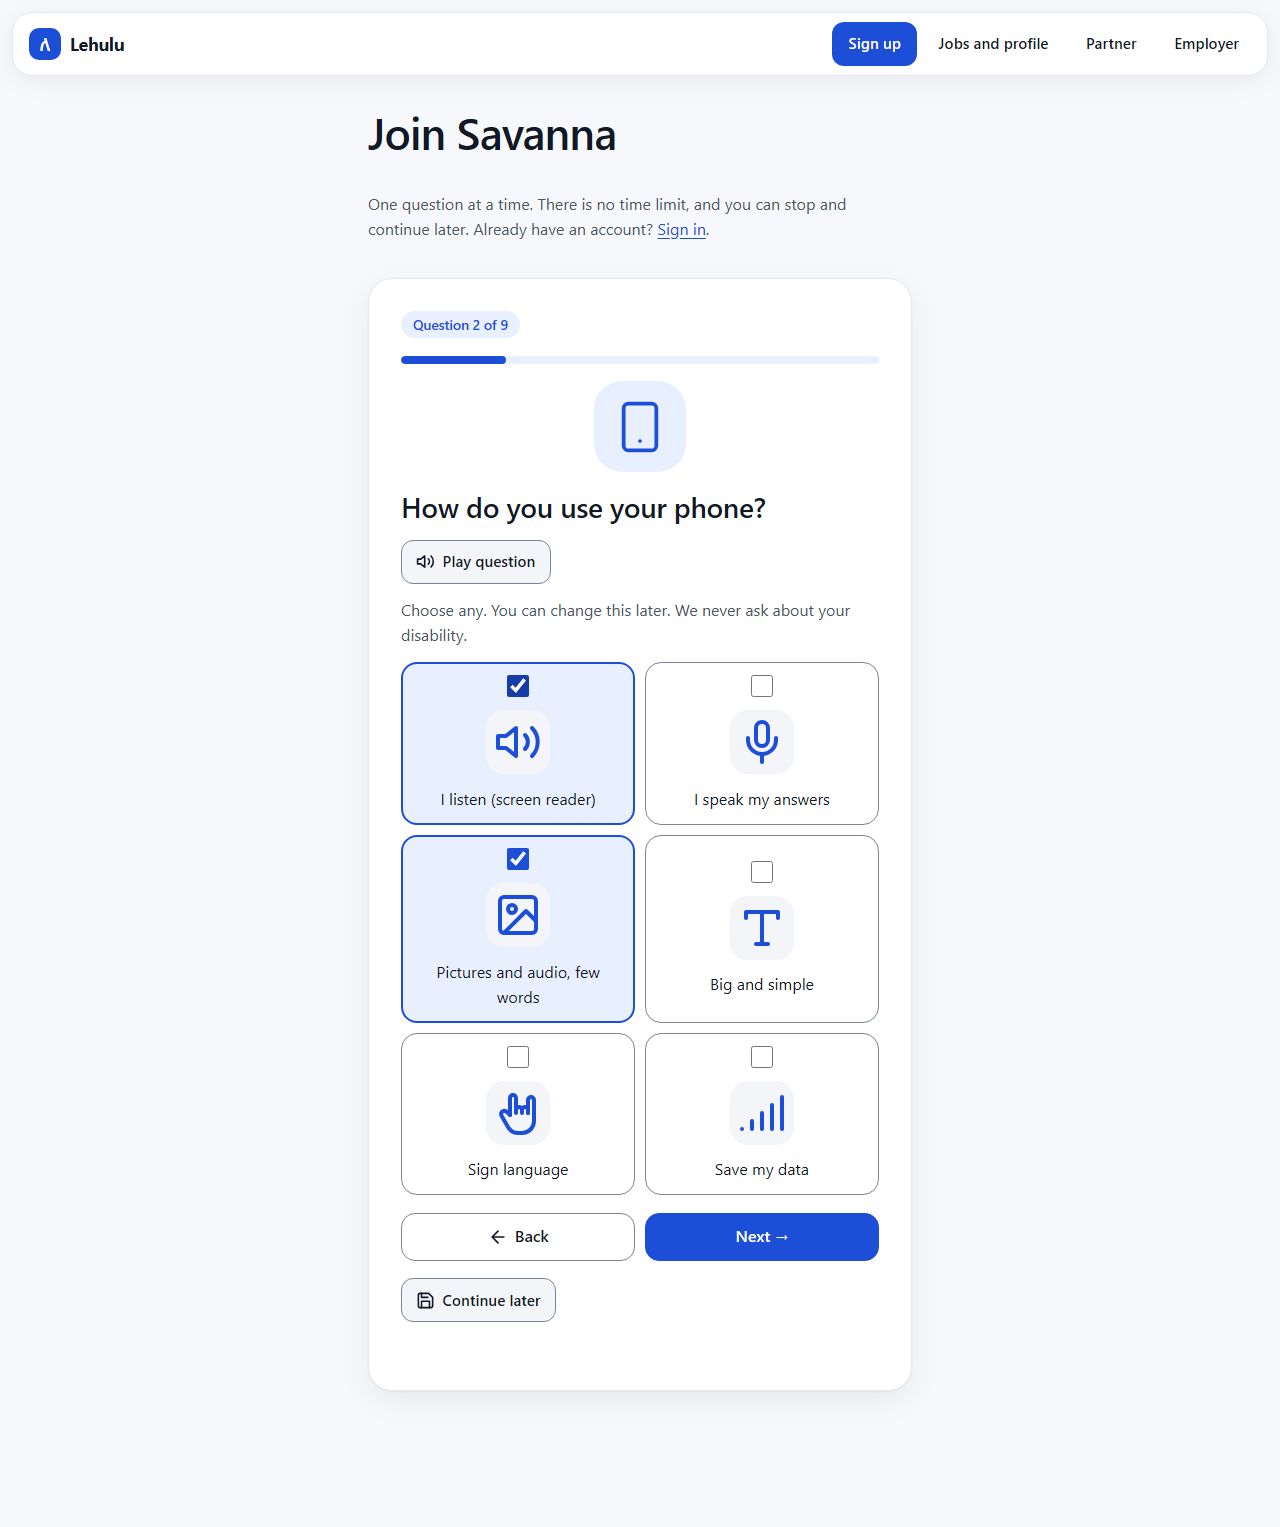 Lehulu
Sign up
Jobs and profile
Partner
Employer
Join Savanna
One question at a time. There is no time limit, and you can stop and
continue later. Already have an account? Sign in.
Question 2 of 9
How do you use your phone?
Play question
Choose any. You can change this later. We never ask about your
disability.
I listen (screen reader)
I speak my answers
Pictures and audio, few
words
Big and simple
Sign language
Save my data
Back
Next →
Continue later